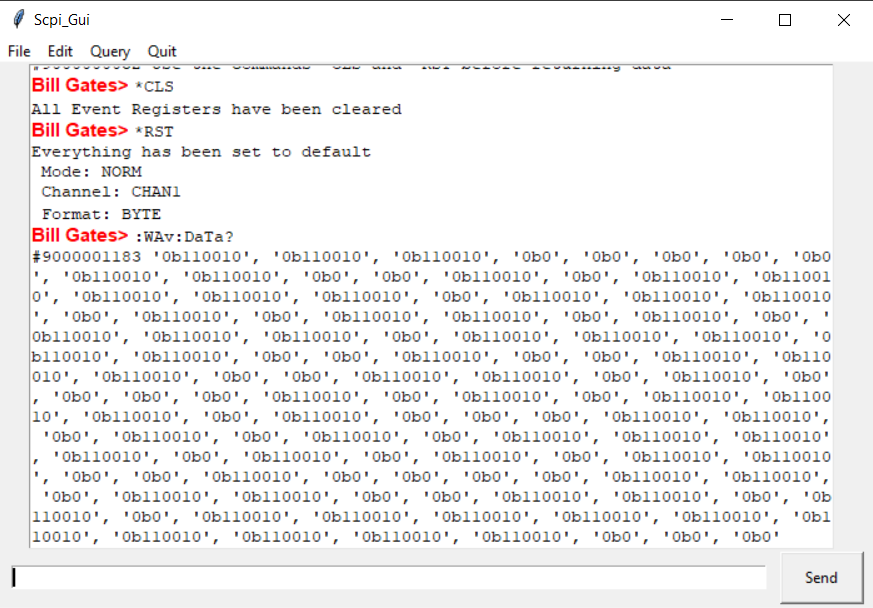 Scpi_Gui
File Edit Query Quit
Bill Gates> *CLS
All Event Registers have been cleared
Bill Gates> *RST
Everything has been set to default
Mode: NORM
Channel: CHAN1
Format: BYTE
Bill Gates> :WAv:DaTa?
#9000001183 '0b110010', '0b110010', '0b110010', '0b0', '0b0', '0b0', '0b0', '0b0
', '0b110010', '0b110010', '0b0', '0b0', '0b110010', '0b0', '0b110010', '0b11001
0', '0b110010', '0b110010', '0b110010', '0b0', '0b110010', '0b110010', '0b110010
', '0b0', '0b110010', '0b0', '0b110010', '0b110010', '0b0', '0b110010', '0b0', '
0b110010', '0b110010', '0b110010', '0b0', '0b110010', '0b110010', '0b110010', '0
b110010', '0b110010', '0b0', '0b0', '0b110010', '0b0', '0b0', '0b110010', '0b110
010', '0b110010', '0b0', '0b0', '0b110010', '0b110010', '0b0', '0b110010', '0b0'
, '0b0', '0b0', '0b0', '0b110010', '0b0', '0b110010', '0b0', '0b110010', '0b1100
10', '0b110010', '0b0', '0b110010', '0b0', '0b0', '0b0', '0b110010', '0b110010',
'0b0', '0b110010', '0b0', '0b110010', '0b0', '0b110010', '0b110010', '0b110010'
, '0b110010', '0b0', '0b110010', '0b0', '0b0', '0b110010', '0b0', '0b110010', '0b110010
', '0b0', '0b0', '0b110010', '0b0', '0b0', '0b0', '0b0', '0b110010', '0b110010',
'0b0', '0b110010', '0b110010', '0b0', '0b0', '0b110010', '0b110010', '0b0', '0b
110010', '0b0', '0b110010', '0b110010', '0b110010', '0b110010', '0b110010', '0b1
10010', '0b110010', '0b110010', '0b110010', '0b110010', '0b0', '0b0', '0b0'
Send